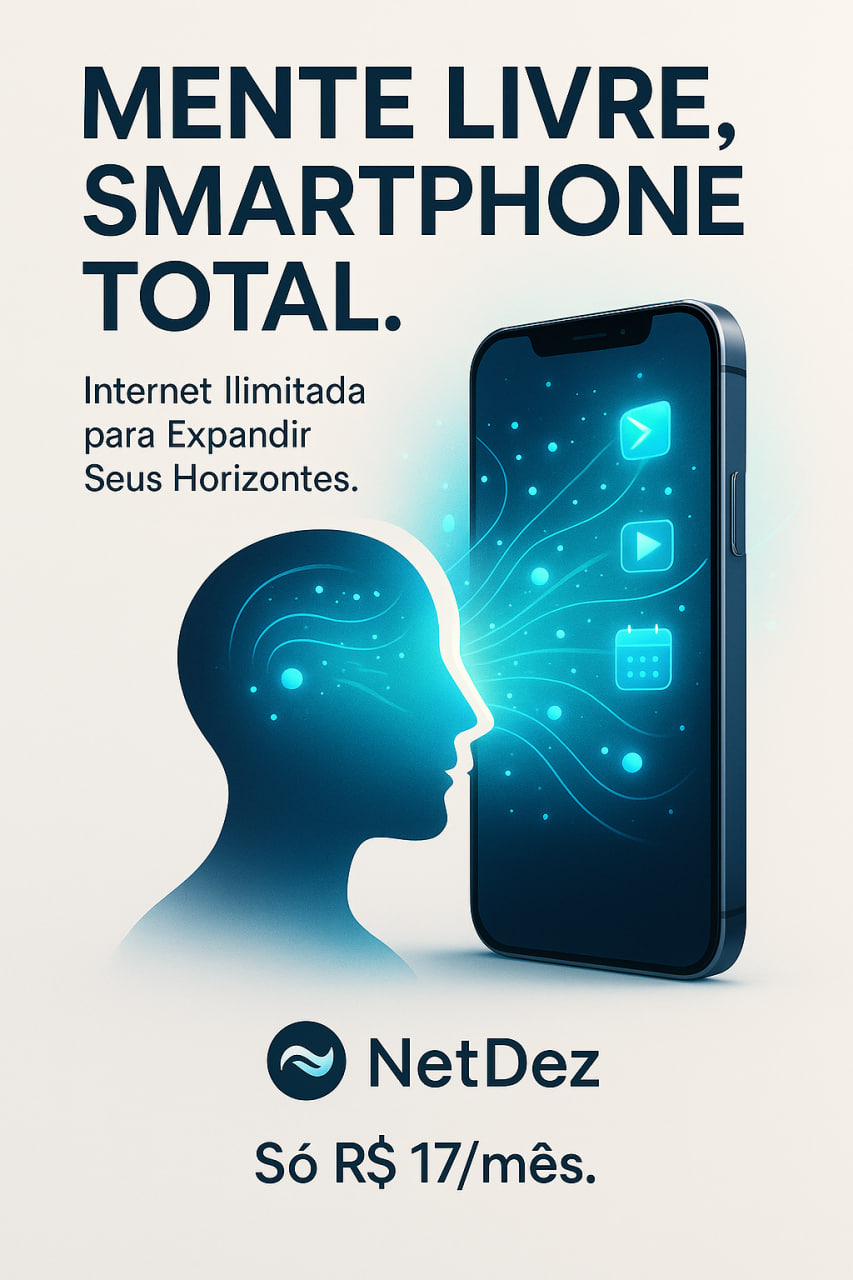 MENTE LIVRE,
SMARTPHONE
TOTAL.
Internet Ilimitada
para Expandir
Seus Horizontes.
NetDez
Só R$ 17/mês.